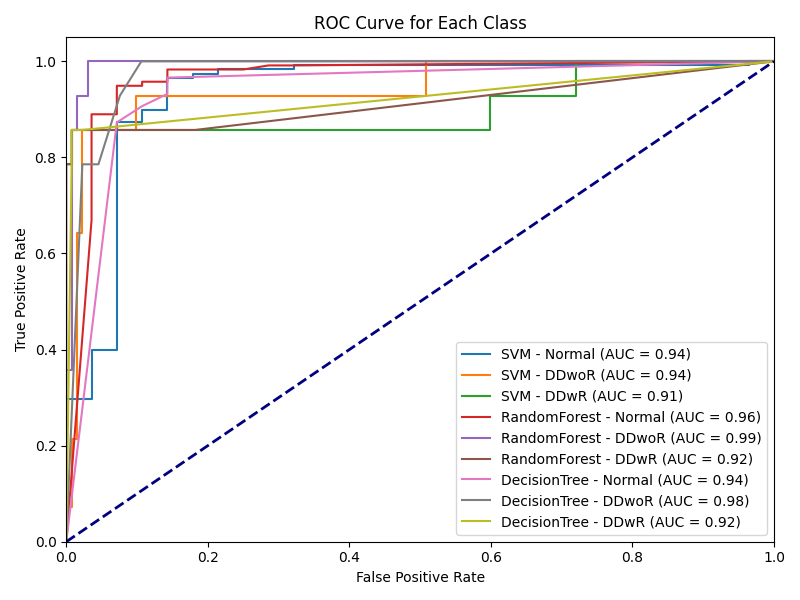 ROC Curve for Each Class
1.0
0.8
0.6
0.4
0.2
0.0
True Positive Rate
SVM - Normal (AUC = 0.94)
SVM - DDwoR (AUC = 0.94)
SVM - DDwR (AUC = 0.91)
RandomForest - Normal (AUC = 0.96)
RandomForest - DDwoR (AUC = 0.99)
RandomForest - DDwR (AUC = 0.92)
DecisionTree - Normal (AUC = 0.94)
DecisionTree - DDwoR (AUC = 0.98)
DecisionTree - DDwR (AUC = 0.92)
0.0 0.2 0.4 0.6 0.8 1.0
False Positive Rate